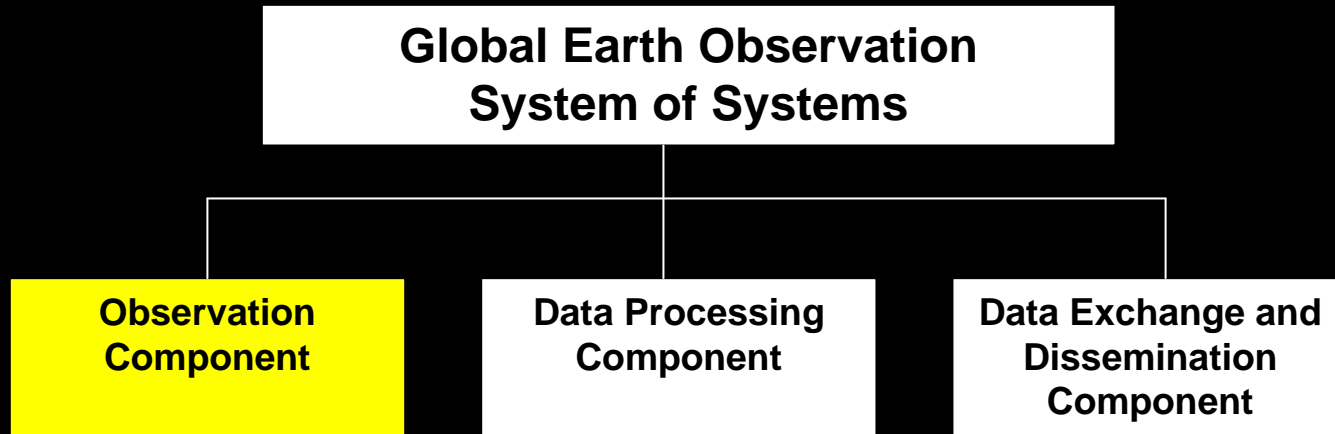 Global Earth Observation
System of Systems
Observation
Component
Data Processing
Component
Data Exchange and
Dissemination
Component